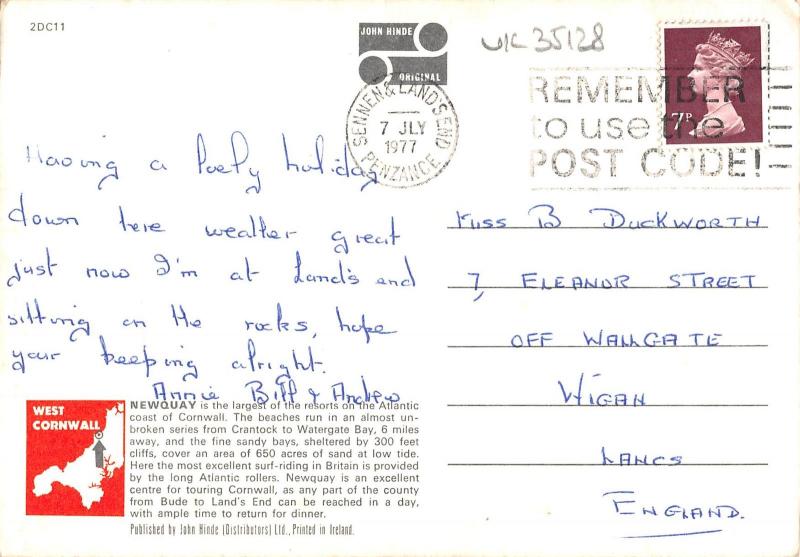 2DC11
JOHN HINDE
ORIGINAL
UK 35128
SENNEN & LAND'S END
7 JLY
1977
PENZANCE
REMEMBER
to use the
POST CODE!
7P
Having a lovely holiday
down here weather great
just now I'm at Land's end
sitting on the rocks, hope
your keeping alright.
Annie Bill & Andrew
Miss B Duckworth
7, ELEANOR STREET
OFF WALLGATE
WIGAN
LANCS
ENGLAND.
WEST
CORNWALL
NEWQUAY is the largest of the resorts on the Atlantic
coast of Cornwall. The beaches run in an almost un-
broken series from Crantock to Watergate Bay, 6 miles
away, and the fine sandy bays, sheltered by 300 feet
cliffs, cover an area of 650 acres of sand at low tide.
Here the most excellent surf-riding in Britain is provided
by the long Atlantic rollers. Newquay is an excellent
centre for touring Cornwall, as any part of the county
from Bude to Land's End can be reached in a day,
with ample time to return for dinner.
Published by John Hinde (Distributors) Ltd., Printed in Ireland.